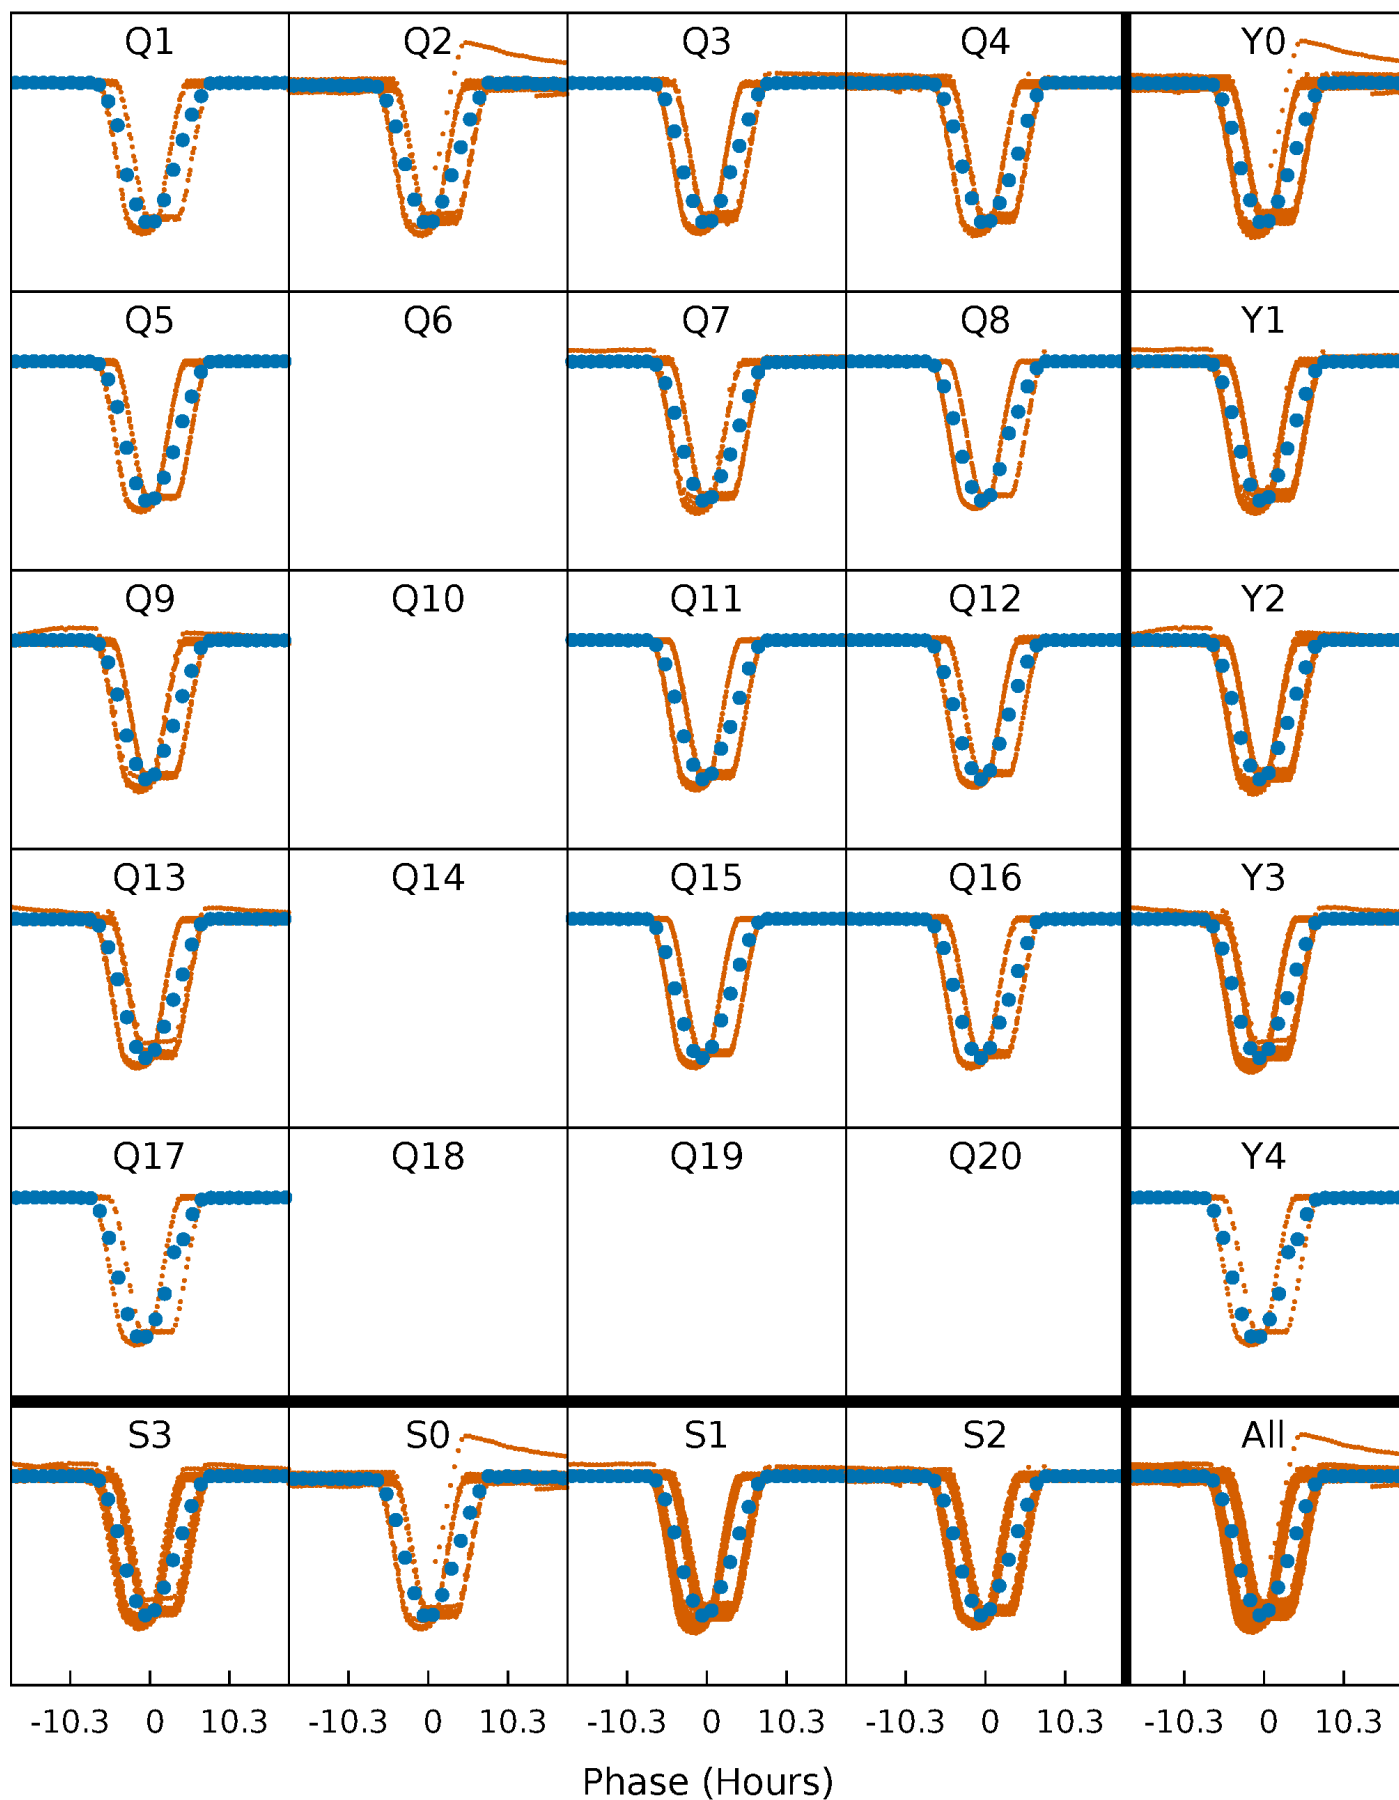 Q1 Q2 Q3 Q4 Y0
Q5 Q6 Q7 Q8 Y1
Q9 Q10 Q11 Q12 Y2
Q13 Q14 Q15 Q16 Y3
Q17 Q18 Q19 Q20 Y4
S3 S0 S1 S2 All
-10.3 0 10.3 -10.3 0 10.3 -10.3 0 10.3 -10.3 0 10.3 -10.3 0 10.3
Phase (Hours)